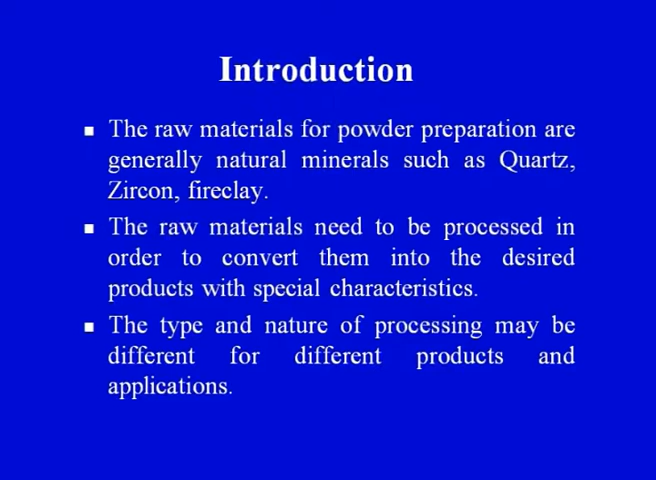 Introduction
The raw materials for powder preparation are
generally natural minerals such as Quartz,
Zircon, fireclay.
The raw materials need to be processed in
order to convert them into the desired
products with special characteristics.
The type and nature of processing may be
different for different products and
applications.